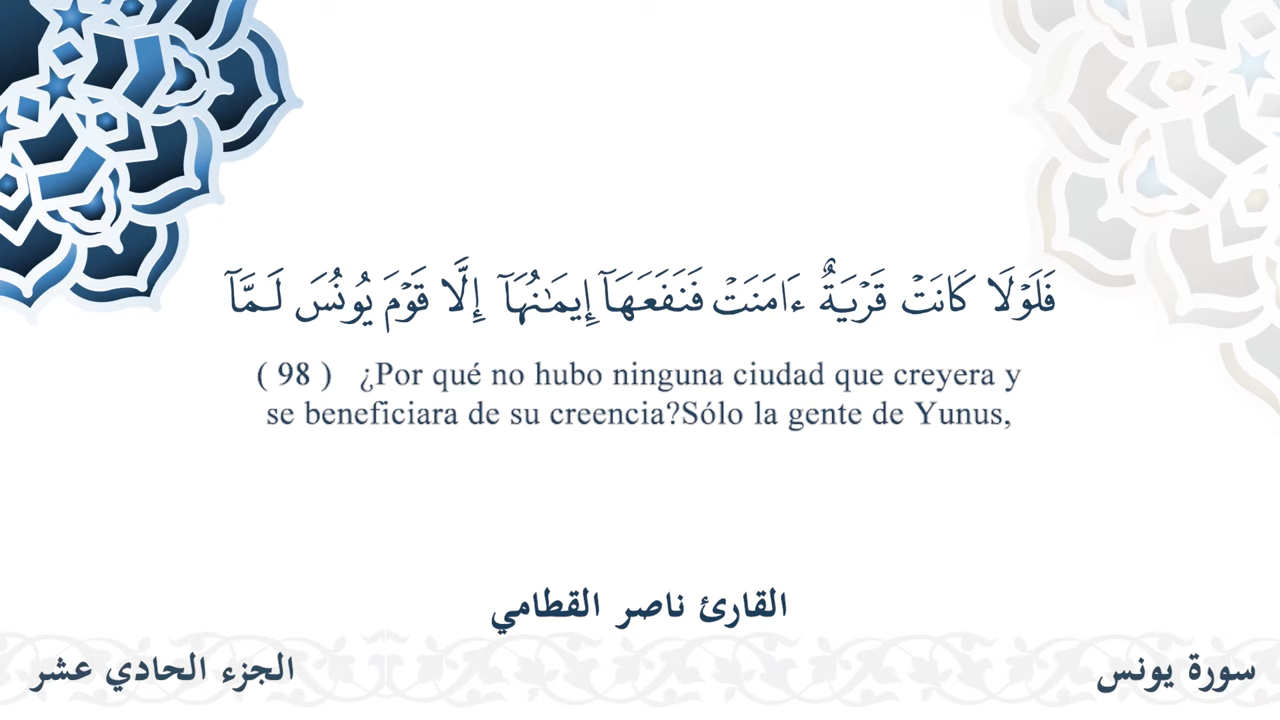 فَلَوْلَا كَانَتْ قَرْيَةٌ ءَامَنَتْ فَنَفَعَهَآ إِيمَٰنُهَآ إِلَّا قَوْمَ يُونُسَ لَمَّآ
( 98 ) ¿Por qué no hubo ninguna ciudad que creyera y
se beneficiara de su creencia?Sólo la gente de Yunus,
القارئ ناصر القطامي
سورة يونس
الجزء الحادي عشر